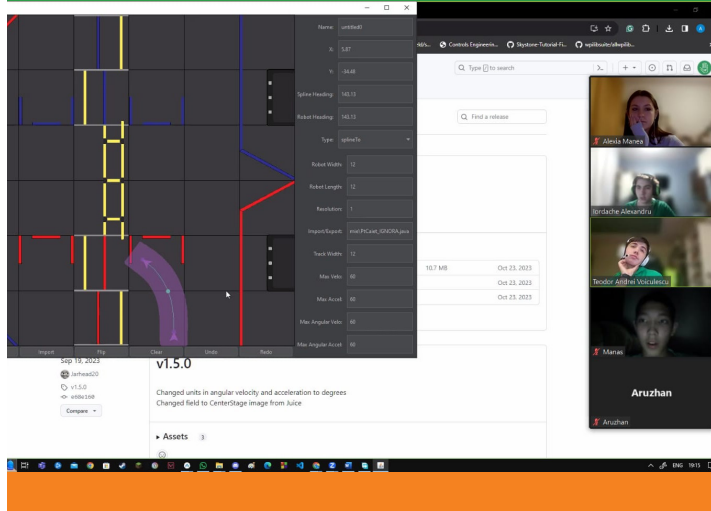 Name: untitled0
X: 5,87
Y: -34,48
Spline Heading: 143.13
Robot Heading: 143.13
Type: splineTo
Robot Width: 12
Robot Length: 12
Resolution: 1
Import/Export:
Track Width: 12
Max Velo: 60
Max Accel: 60
Max Angular Velo: 60
Max Angular Accel: 60
Import Flip Clear Undo Redo
Controls Engineerin... Skystone-Tutorial-Fi... wpilibsuite/allwpilib...
Type / to search
Find a release
10.7 MB Oct 23, 2023
Oct 23, 2023
Oct 23, 2023
Sep 19, 2023
Jarhead20
v1.5.0
Compare
v1.5.0
Changed units in angular velocity and acceleration to degrees
Changed field to CenterStage image from Juice
Assets 3
Alexia Manea
Iordache Alexandru
Teodor Andrei Voiculescu
Manas
Aruzhan
Aruzhan
ENG 19:15